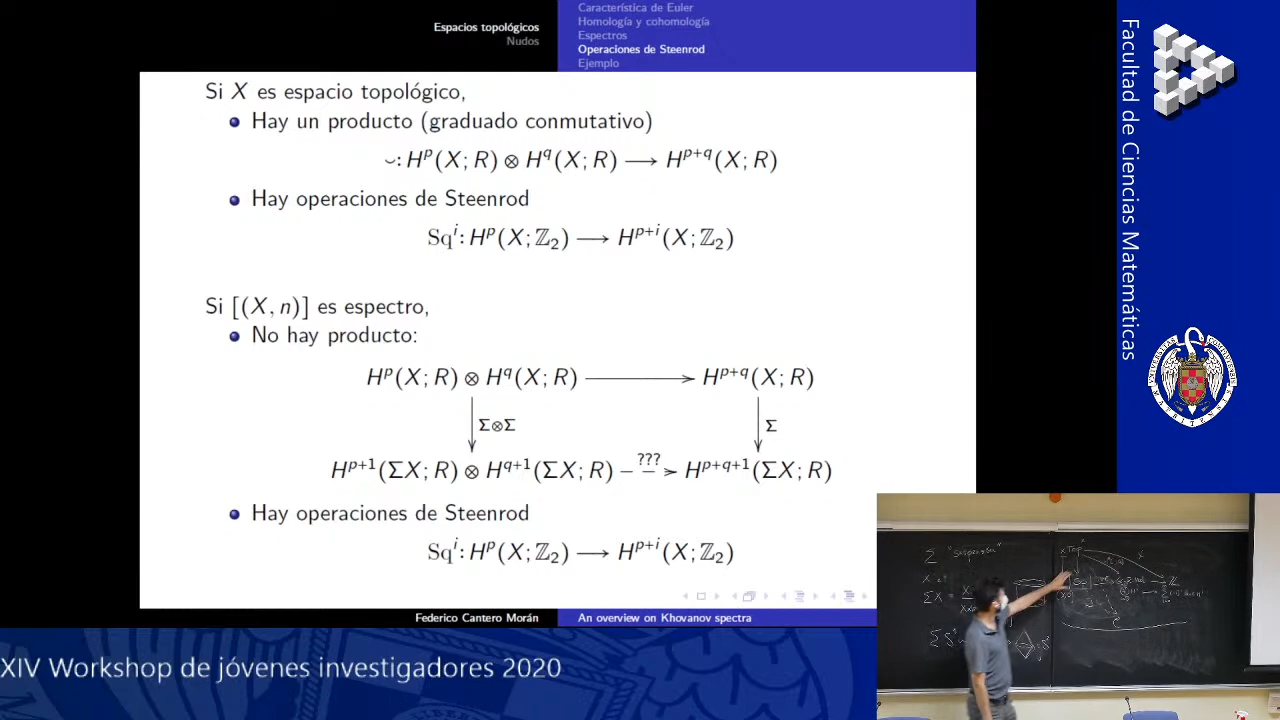 Espacios topológicos
Nudos
Característica de Euler
Homología y cohomología
Espectros
Operaciones de Steenrod
Ejemplo
Si X es espacio topológico,
Hay un producto (graduado conmutativo)
⌣: H^p(X; R) ⊗ H^q(X; R) ⟶ H^{p+q}(X; R)
Hay operaciones de Steenrod
Sq^i: H^p(X; ℤ_2) ⟶ H^{p+i}(X; ℤ_2)
Si [(X, n)] es espectro,
No hay producto:
H^p(X; R) ⊗ H^q(X; R) ⟶ H^{p+q}(X; R)
Σ⊗Σ Σ
H^{p+1}(ΣX; R) ⊗ H^{q+1}(ΣX; R) ??? H^{p+q+1}(ΣX; R)
Hay operaciones de Steenrod
Sq^i: H^p(X; ℤ_2) ⟶ H^{p+i}(X; ℤ_2)
Federico Cantero Morán
An overview on Khovanov spectra
XIV Workshop de jóvenes investigadores 2020
Facultad de Ciencias Matemáticas